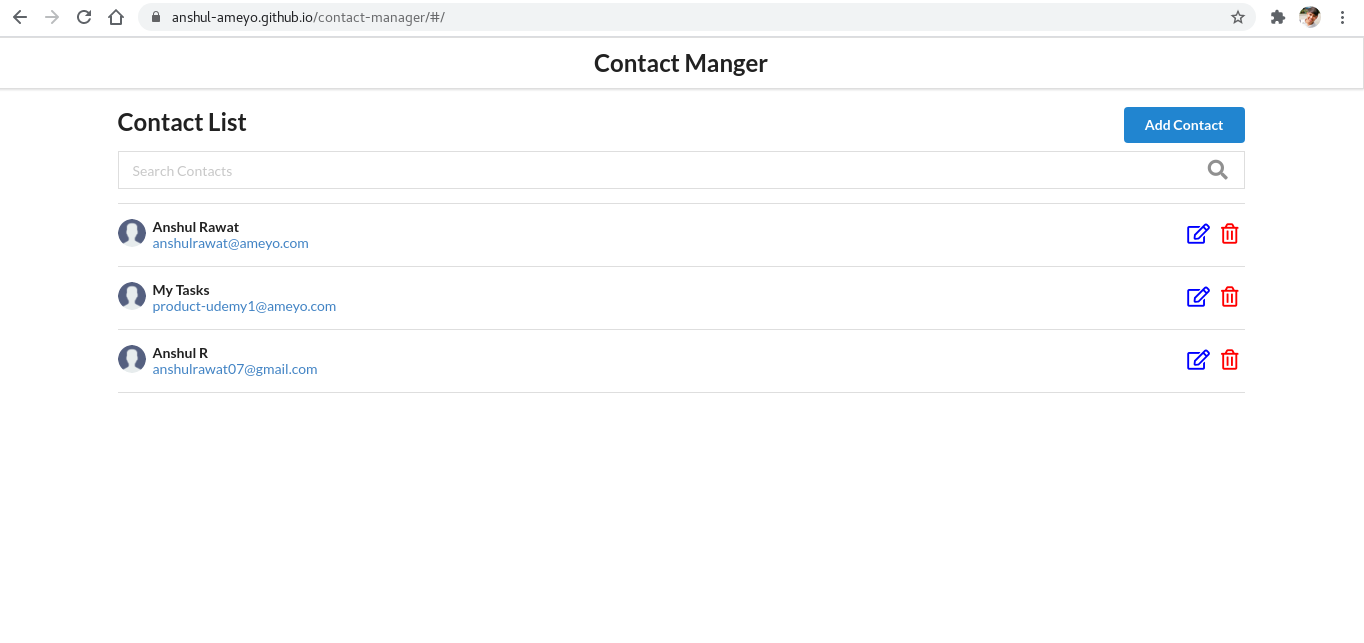 anshul-ameyo.github.io/contact-manager/#/
Contact Manger
Contact List
Add Contact
Search Contacts
Anshul Rawat
anshulrawat@ameyo.com
My Tasks
product-udemy1@ameyo.com
Anshul R
anshulrawat07@gmail.com